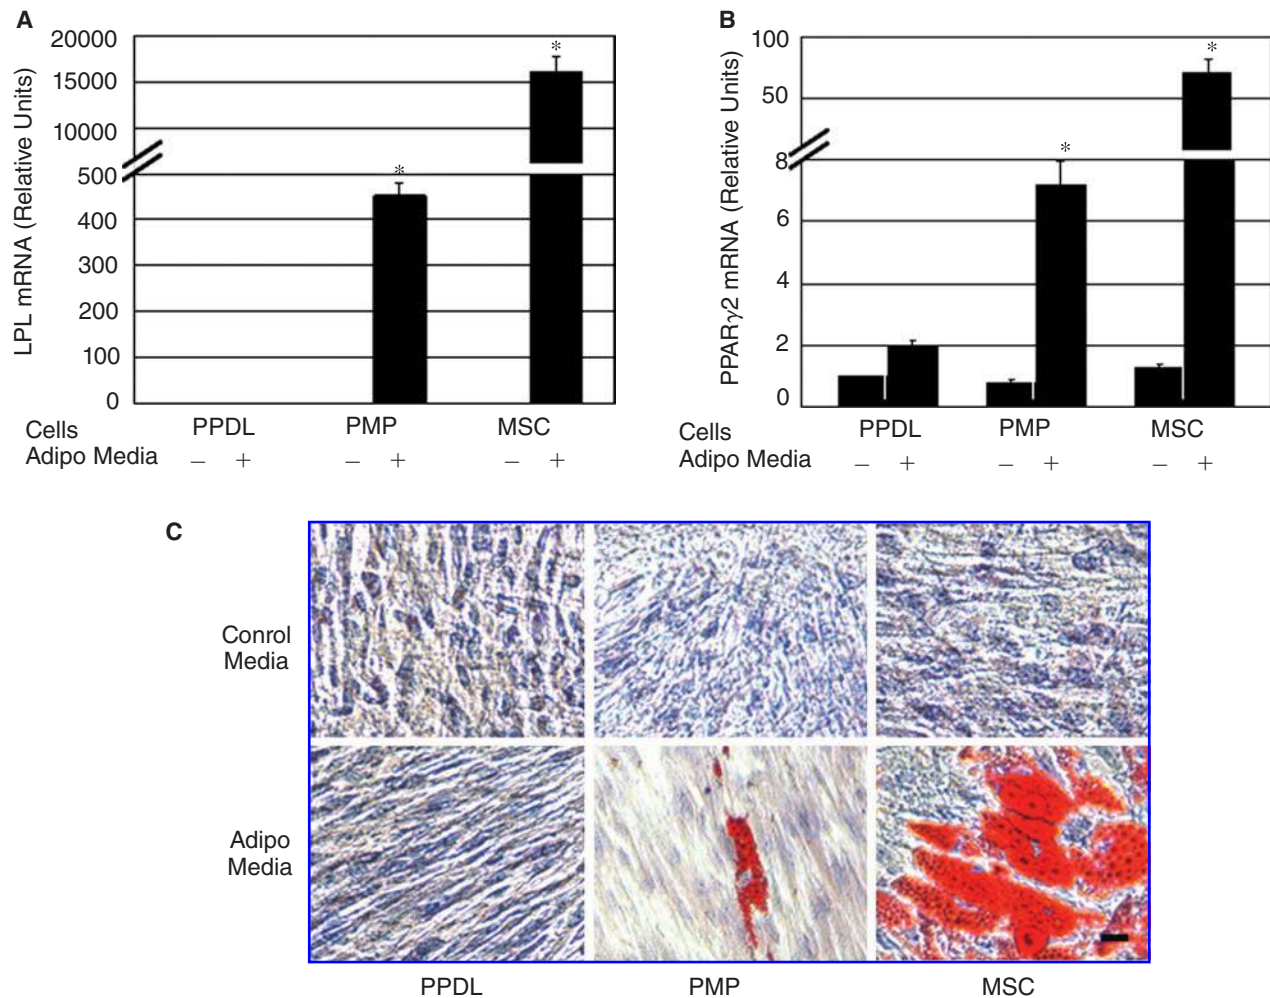 A
LPL mRNA (Relative Units)
20000
15000
10000
500
400
300
200
100
0
*
*
Cells PPDL PMP MSC
Adipo Media – + – + – +
B
PPARγ2 mRNA (Relative Units)
100
50
8
6
4
2
0
*
*
Cells PPDL PMP MSC
Adipo Media – + – + – +
C
Conrol
Media
Adipo
Media
PPDL PMP MSC